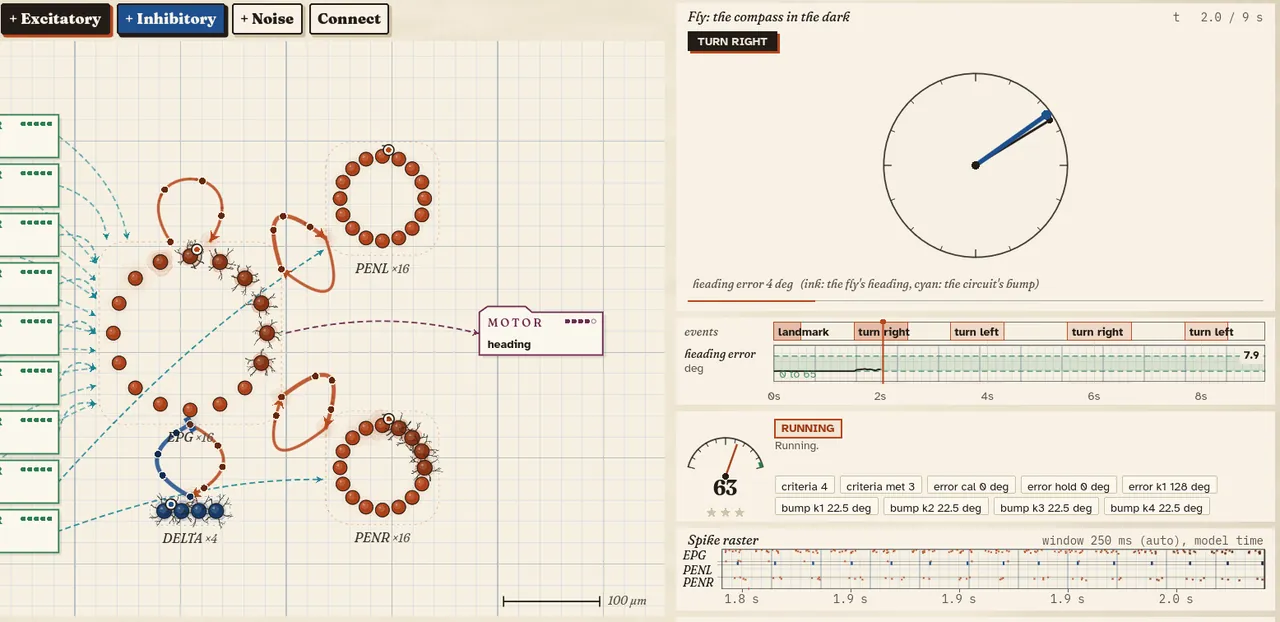 + Excitatory
+ Inhibitory
+ Noise
Connect
PENL ×16
MOTOR
heading
EPG ×16
DELTA ×4
PENR ×16
100 µm
Fly: the compass in the dark
t 2.0 / 9 s
TURN RIGHT
heading error 4 deg (ink: the fly's heading, cyan: the circuit's bump)
events
landmark
turn right
turn left
turn right
turn left
heading error
deg
7.9
0 to 65
0s 2s 4s 6s 8s
RUNNING
Running.
63
criteria 4
criteria met 3
error cal 0 deg
error hold 0 deg
error k1 128 deg
bump k1 22.5 deg
bump k2 22.5 deg
bump k3 22.5 deg
bump k4 22.5 deg
Spike raster
window 250 ms (auto), model time
EPG
PENL
PENR
1.8 s 1.9 s 1.9 s 1.9 s 2.0 s